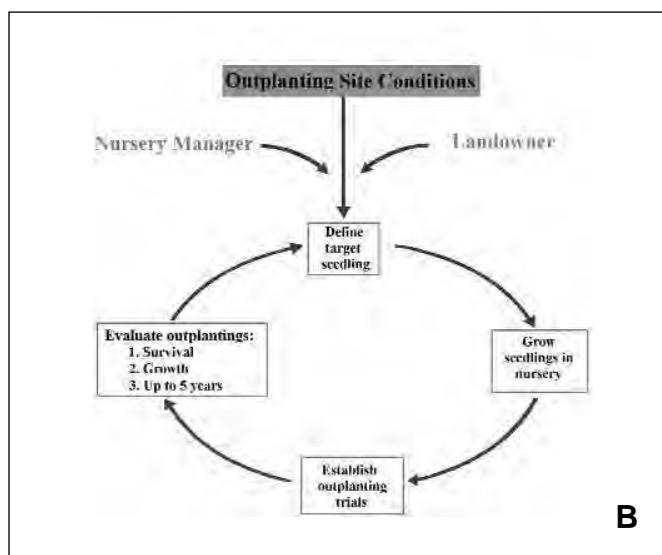 Outplanting Site Conditions
Nursery Manager
Landowner
Define
target
seedling
Grow
seedlings in
nursery
Establish
outplanting
trials
Evaluate outplantings:
1. Survival
2. Growth
3. Up to 5 years
B